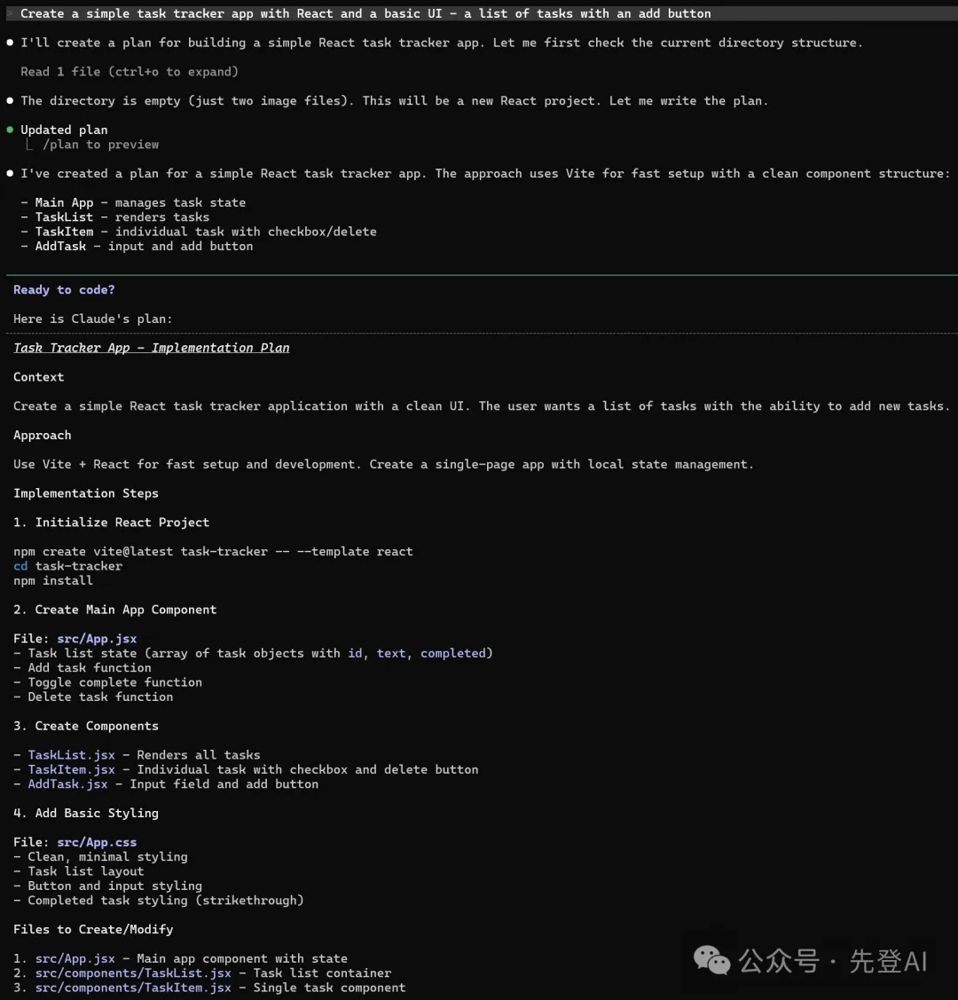 > Create a simple task tracker app with React and a basic UI - a list of tasks with an add button
● I'll create a plan for building a simple React task tracker app. Let me first check the current directory structure.
Read 1 file (ctrl+o to expand)
● The directory is empty (just two image files). This will be a new React project. Let me write the plan.
● Updated plan
⎿ /plan to preview
● I've created a plan for a simple React task tracker app. The approach uses Vite for fast setup with a clean component structure:
- Main App - manages task state
- TaskList - renders tasks
- TaskItem - individual task with checkbox/delete
- AddTask - input and add button
Ready to code?
Here is Claude's plan:
Task Tracker App - Implementation Plan
Context
Create a simple React task tracker application with a clean UI. The user wants a list of tasks with the ability to add new tasks.
Approach
Use Vite + React for fast setup and development. Create a single-page app with local state management.
Implementation Steps
1. Initialize React Project
npm create vite@latest task-tracker -- --template react
cd task-tracker
npm install
2. Create Main App Component
File: src/App.jsx
- Task list state (array of task objects with id, text, completed)
- Add task function
- Toggle complete function
- Delete task function
3. Create Components
- TaskList.jsx - Renders all tasks
- TaskItem.jsx - Individual task with checkbox and delete button
- AddTask.jsx - Input field and add button
4. Add Basic Styling
File: src/App.css
- Clean, minimal styling
- Task list layout
- Button and input styling
- Completed task styling (strikethrough)
Files to Create/Modify
1. src/App.jsx - Main app component with state
2. src/components/TaskList.jsx - Task list container
3. src/components/TaskItem.jsx - Single task component
公众号 · 先登AI